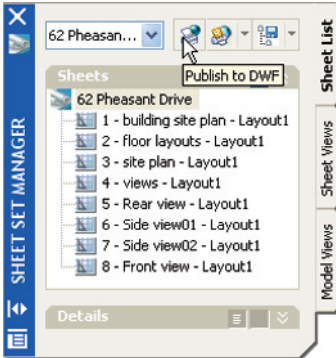 62 Pheasan...
Publish to DWF
Sheets
62 Pheasant Drive
1 - building site plan - Layout1
2 - floor layouts - Layout1
3 - site plan - Layout1
4 - views - Layout1
5 - Rear view - Layout1
6 - Side view01 - Layout1
7 - Side view02 - Layout1
8 - Front view - Layout1
Details
SHEET SET MANAGER
Sheet List
Sheet Views
Model Views